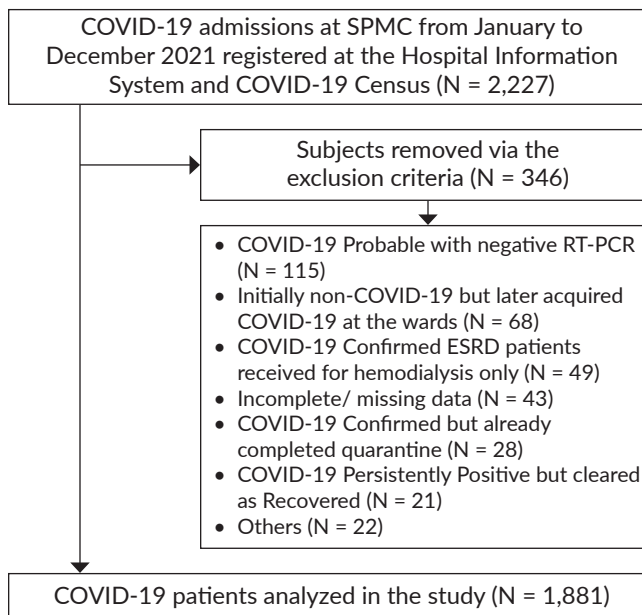 COVID-19 admissions at SPMC from January to
December 2021 registered at the Hospital Information
System and COVID-19 Census (N = 2,227)
Subjects removed via the
exclusion criteria (N = 346)
• COVID-19 Probable with negative RT-PCR
(N = 115)
• Initially non-COVID-19 but later acquired
COVID-19 at the wards (N = 68)
• COVID-19 Confirmed ESRD patients
received for hemodialysis only (N = 49)
• Incomplete/ missing data (N = 43)
• COVID-19 Confirmed but already
completed quarantine (N = 28)
• COVID-19 Persistently Positive but cleared
as Recovered (N = 21)
• Others (N = 22)
COVID-19 patients analyzed in the study (N = 1,881)